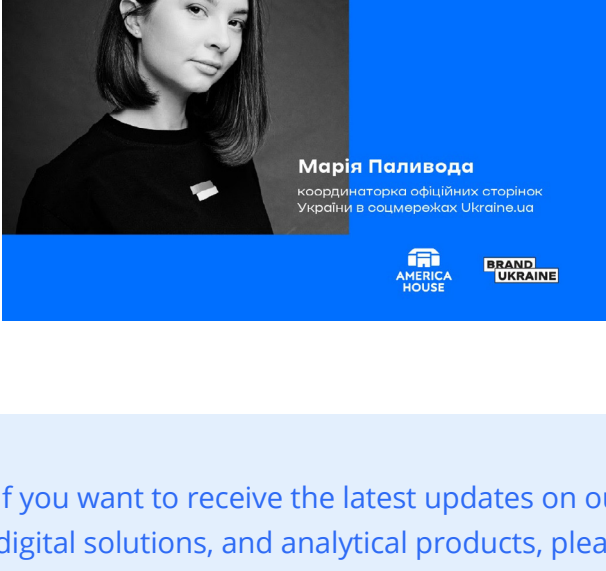 Марія Паливода
координаторка офіційних сторінок
України в соцмережах Ukraine.ua
AMERICA
HOUSE
BRAND
UKRAINE
f you want to receive the latest updates on ou
digital solutions, and analytical products, plea